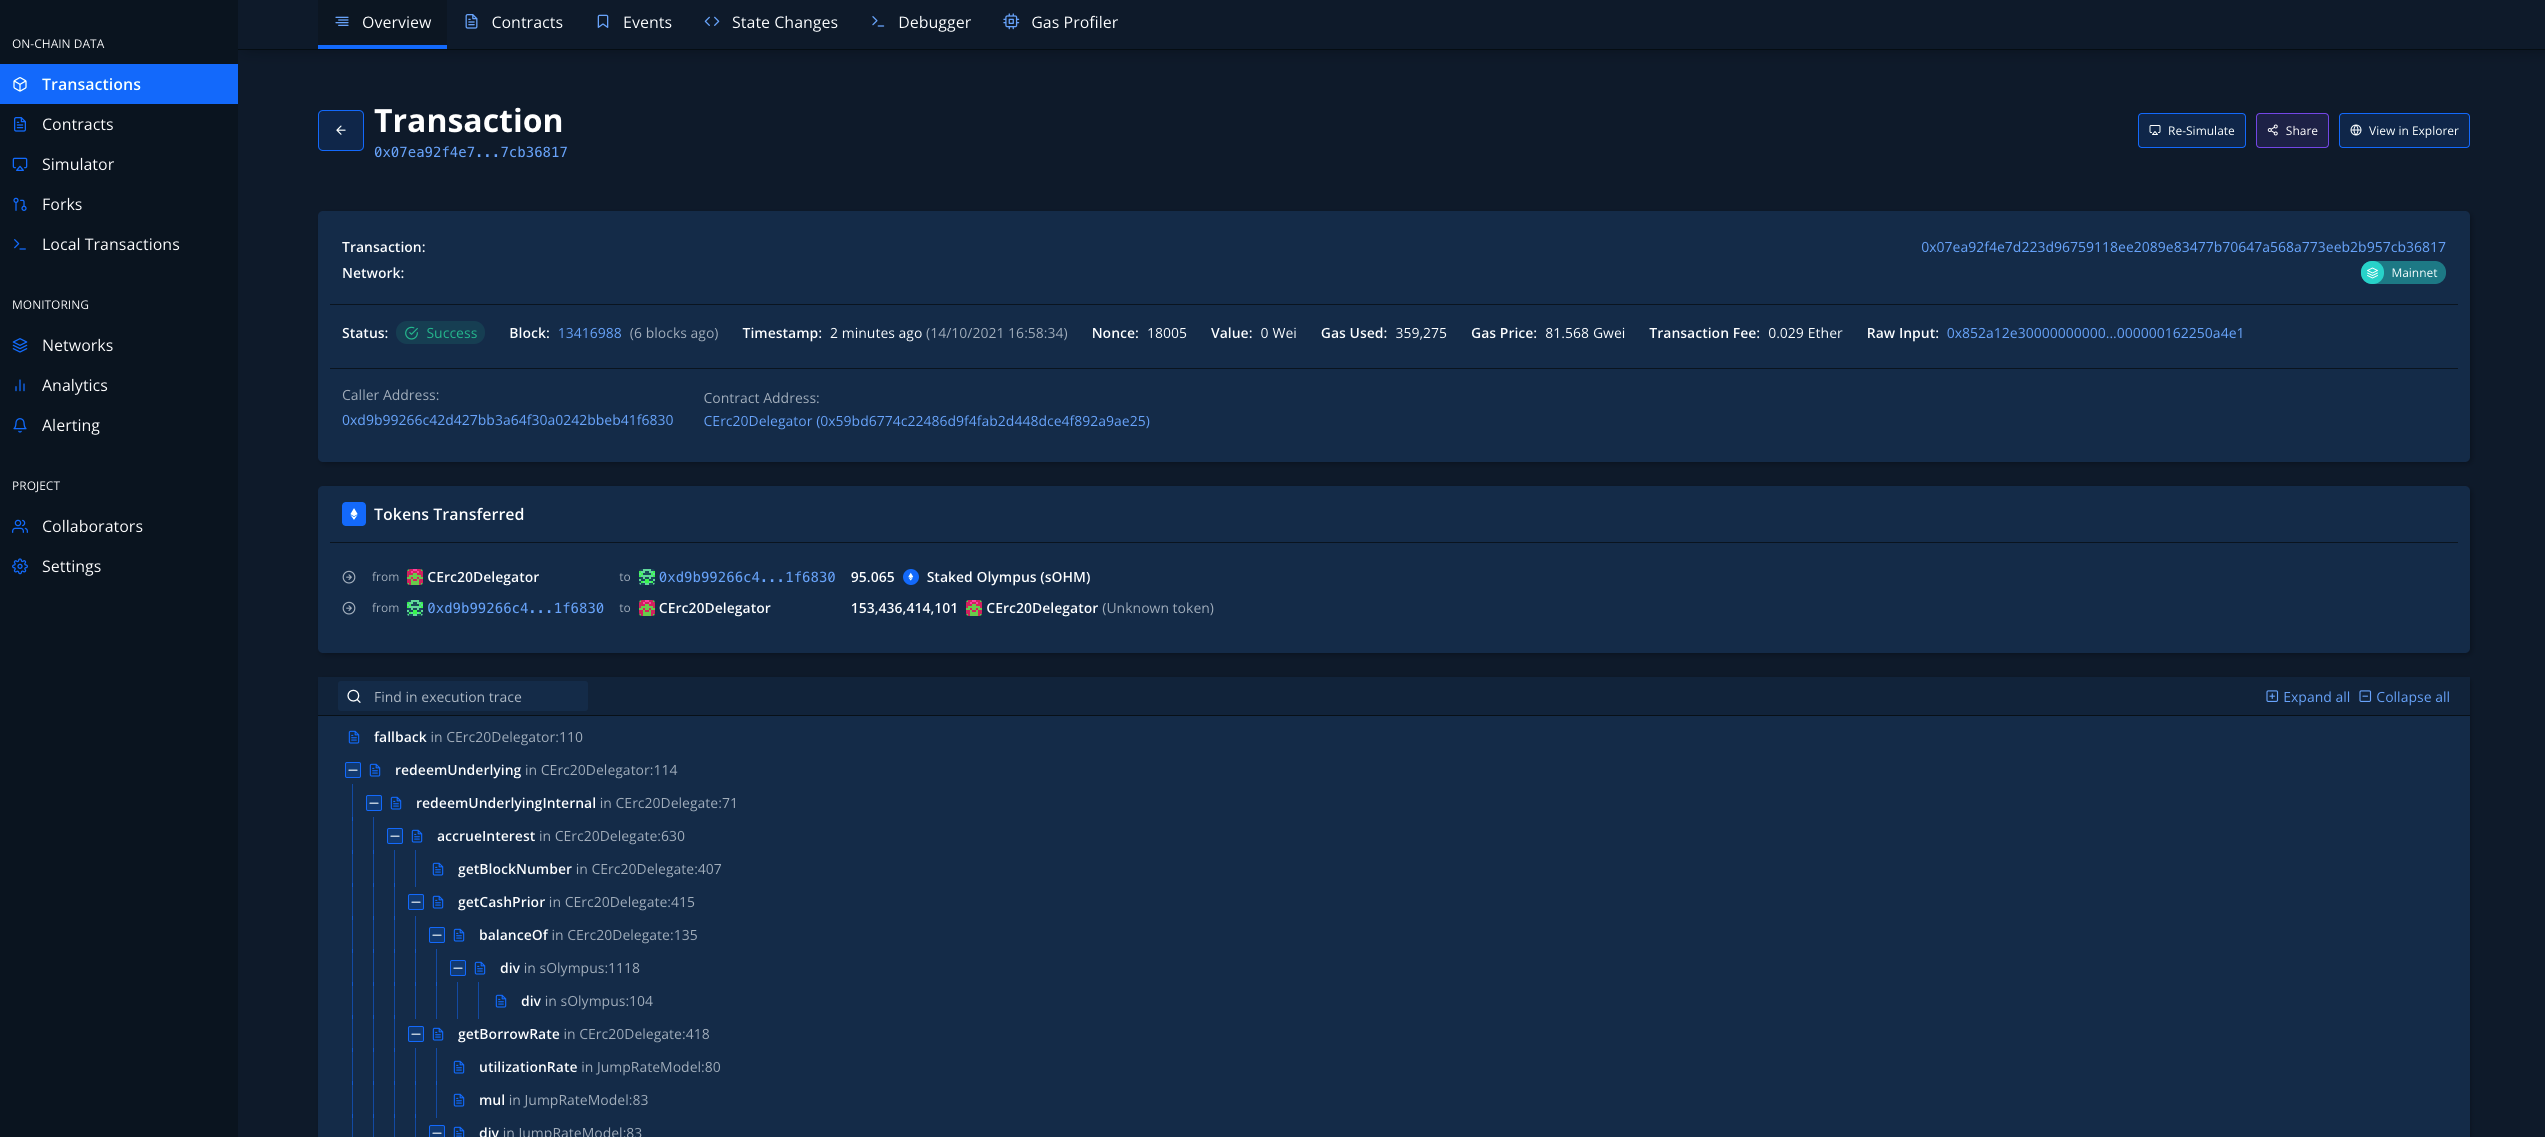 Overview Contracts Events State Changes Debugger Gas Profiler
ON-CHAIN DATA
Transactions
Contracts
Simulator
Forks
Local Transactions
MONITORING
Networks
Analytics
Alerting
PROJECT
Collaborators
Settings
Transaction
0x07ea92f4e7...7cb36817
Re-Simulate Share View in Explorer
Transaction: 0x07ea92f4e7d223d96759118ee2089e83477b70647a568a773eeb2b957cb36817
Network: Mainnet
Status: Success Block: 13416988 (6 blocks ago) Timestamp: 2 minutes ago (14/10/2021 16:58:34) Nonce: 18005 Value: 0 Wei Gas Used: 359,275 Gas Price: 81.568 Gwei Transaction Fee: 0.029 Ether Raw Input: 0x852a12e30000000000...000000162250a4e1
Caller Address:
0xd9b99266c42d427bb3a64f30a0242bbeb41f6830
Contract Address:
CErc20Delegator (0x59bd6774c22486d9f4fab2d448dce4f892a9ae25)
Tokens Transferred
from CErc20Delegator to 0xd9b99266c4...1f6830 95.065 Staked Olympus (sOHM)
from 0xd9b99266c4...1f6830 to CErc20Delegator 153,436,414,101 CErc20Delegator (Unknown token)
Find in execution trace Expand all Collapse all
fallback in CErc20Delegator:110
redeemUnderlying in CErc20Delegator:114
redeemUnderlyingInternal in CErc20Delegate:71
accrueInterest in CErc20Delegate:630
getBlockNumber in CErc20Delegate:407
getCashPrior in CErc20Delegate:415
balanceOf in CErc20Delegate:135
div in sOlympus:1118
div in sOlympus:104
getBorrowRate in CErc20Delegate:418
utilizationRate in JumpRateModel:80
mul in JumpRateModel:83
div in JumpRateModel:83